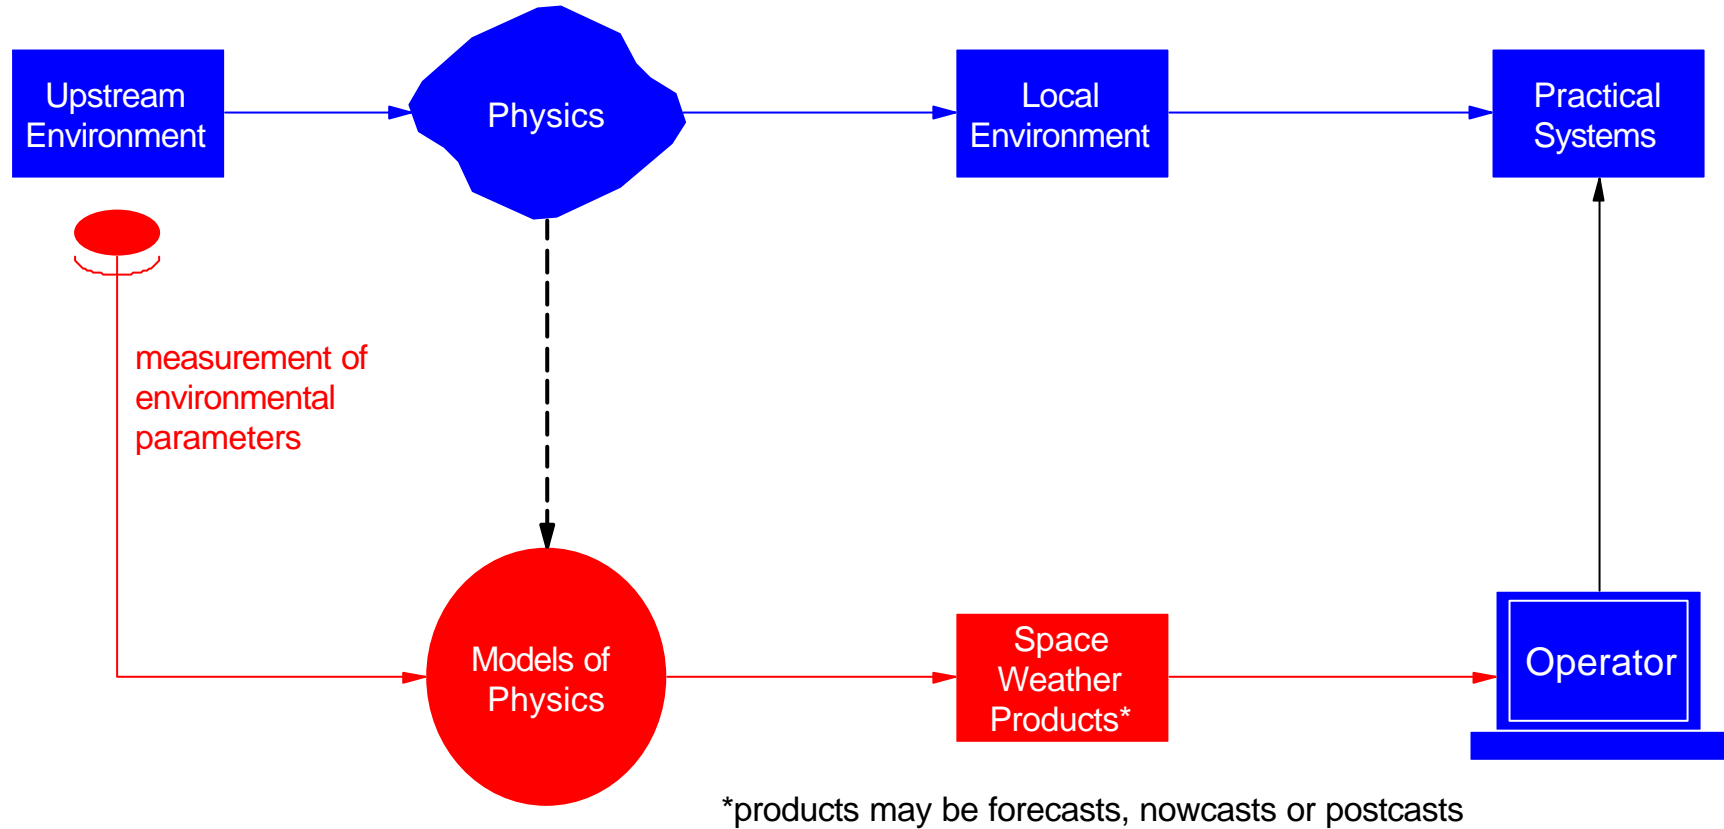 Upstream
Environment
Physics
Local
Environment
Practical
Systems
measurement of
environmental
parameters
Models of
Physics
Space
Weather
Products*
Operator
*products may be forecasts, nowcasts or postcasts